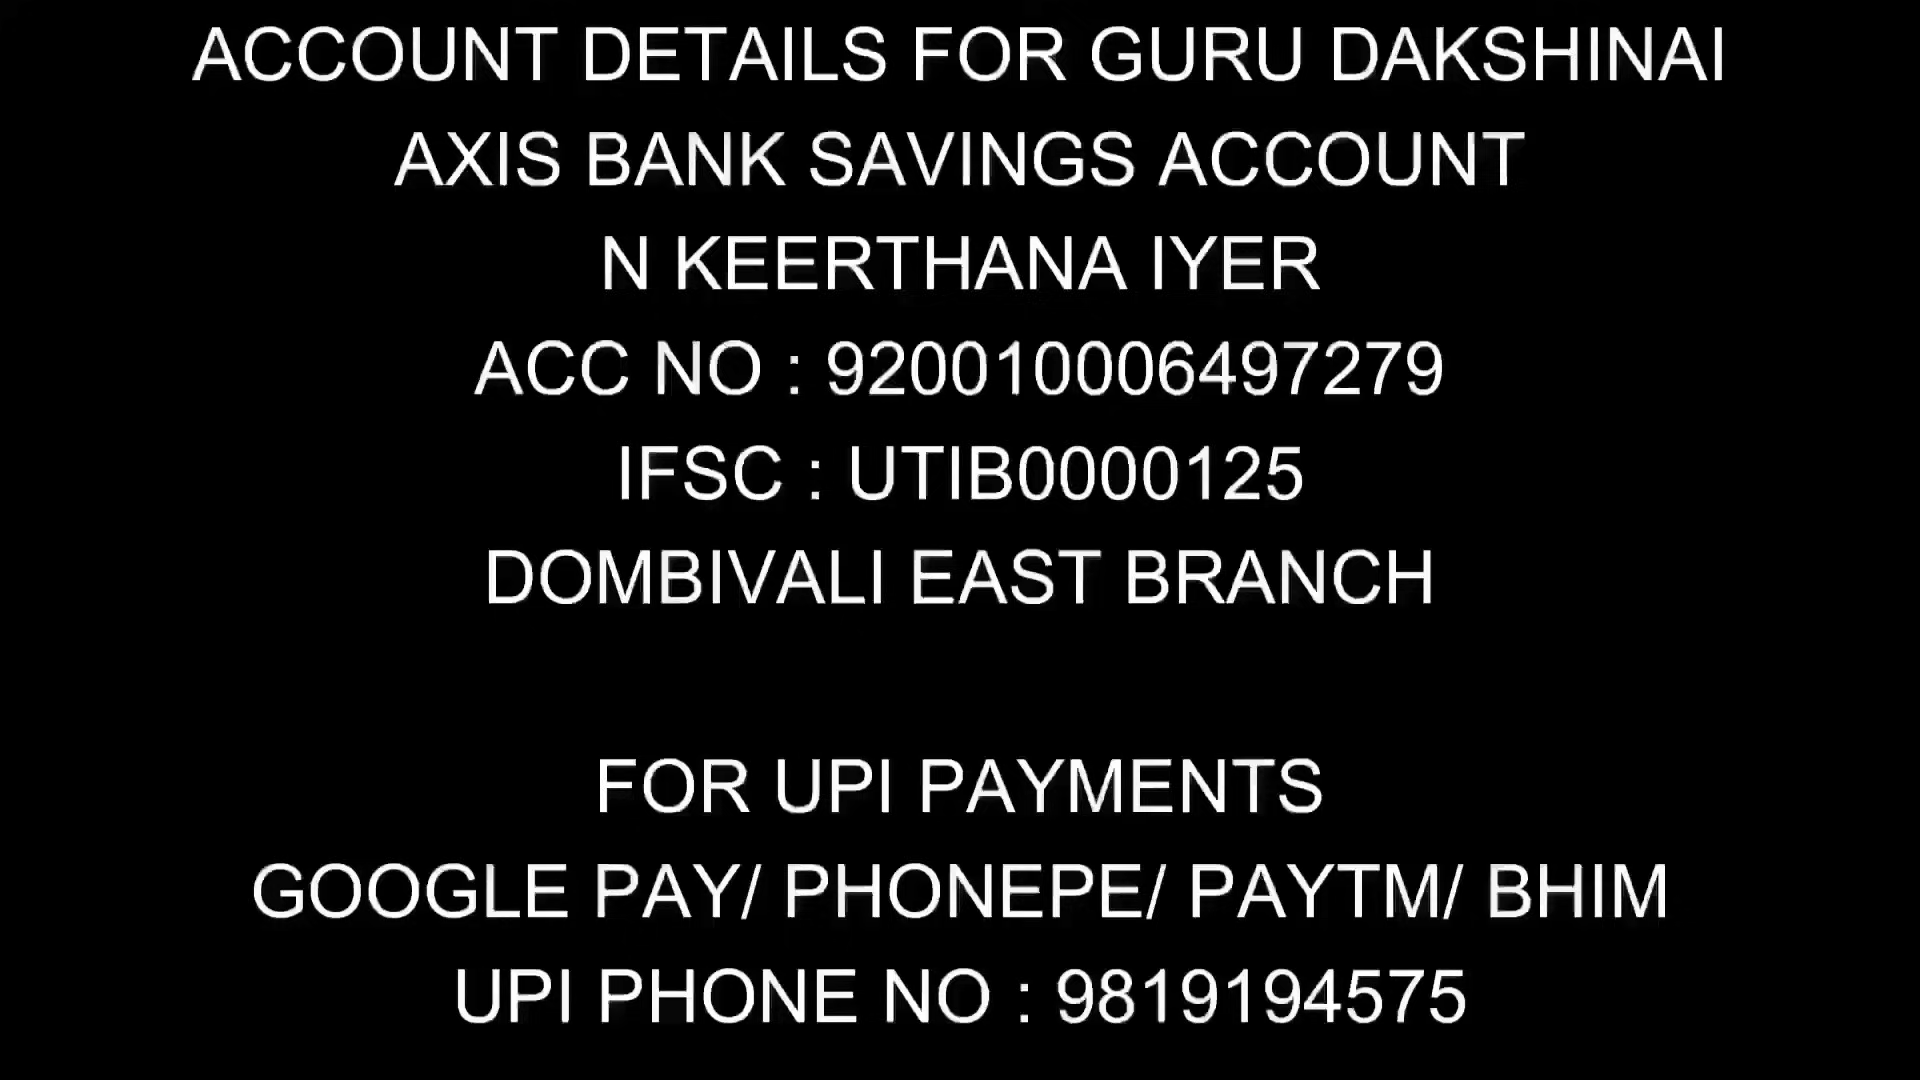 ACCOUNT DETAILS FOR GURU DAKSHINAI
AXIS BANK SAVINGS ACCOUNT
N KEERTHANA IYER
ACC NO : 920010006497279
IFSC : UTIB0000125
DOMBIVALI EAST BRANCH
FOR UPI PAYMENTS
GOOGLE PAY/ PHONEPE/ PAYTM/ BHIM
UPI PHONE NO : 9819194575